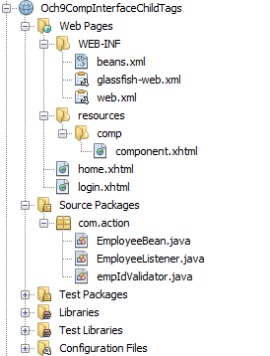 Och9CompInterfaceChildTags
Web Pages
WEB-INF
beans.xml
glassfish-web.xml
web.xml
resources
comp
component.xhtml
home.xhtml
login.xhtml
Source Packages
com.action
EmployeeBean.java
EmployeeListener.java
empIdValidator.java
Test Packages
Libraries
Test Libraries
Configuration Files